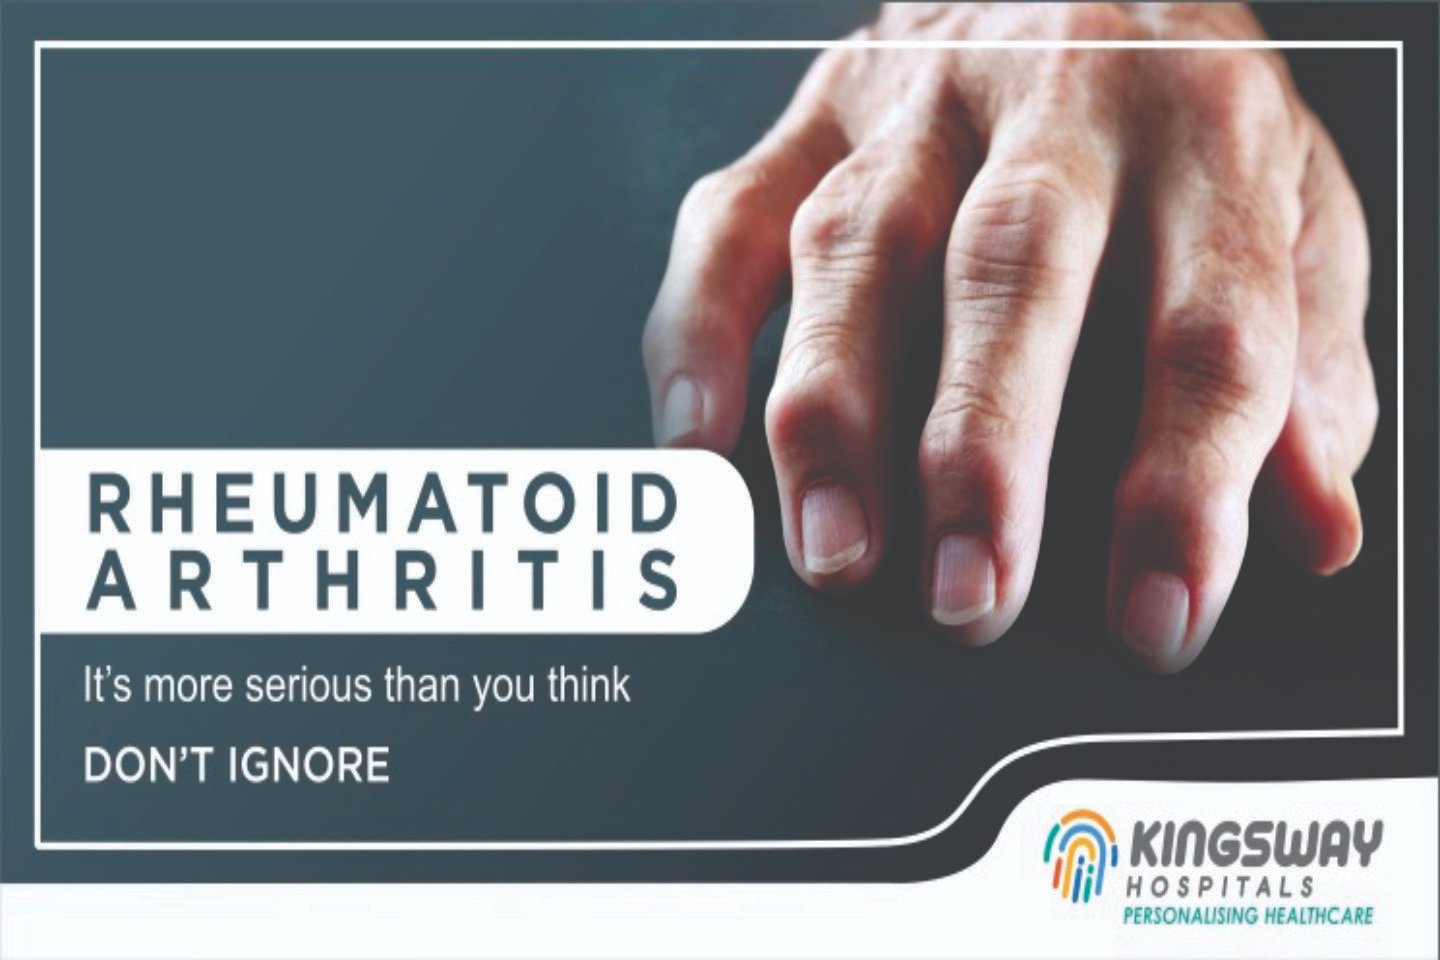 RHEUMATOID
ARTHRITIS
It's more serious than you think
DON'T IGNORE
KINGSWAY
HOSPITALS
PERSONALISING HEALTHCARE